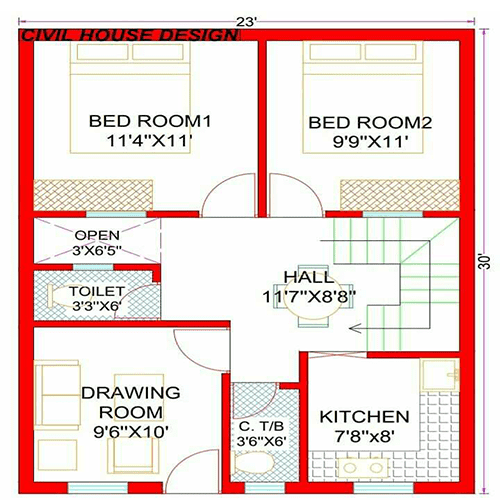 23'
CIVIL HOUSE DESIGN
BED ROOM1
11'4"X11'
BED ROOM2
9'9"X11'
OPEN
3'X6'5"
30'
HALL
11'7"X8'8"
TOILET
3'3"X6'
DRAWING
ROOM
9'6"X10'
C. T/B
3'6"X6'
KITCHEN
7'8"x8'